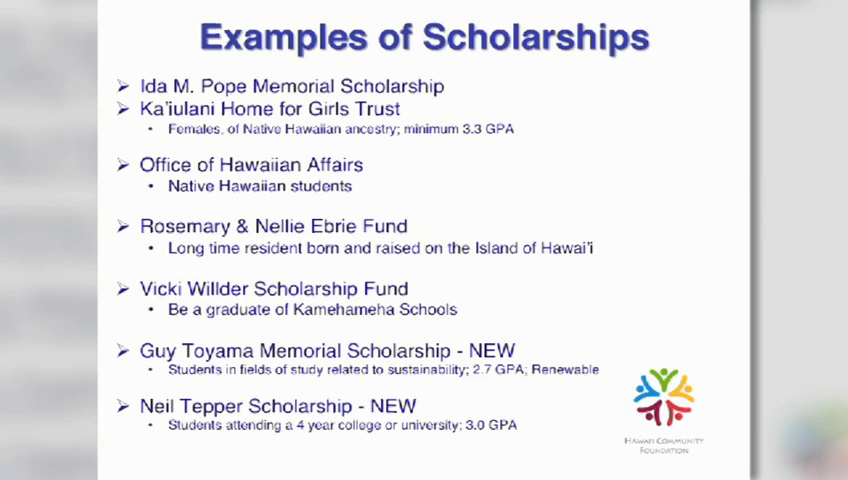 Examples of Scholarships
➢ Ida M. Pope Memorial Scholarship
➢ Ka'iulani Home for Girls Trust
• Females, of Native Hawaiian ancestry; minimum 3.3 GPA
➢ Office of Hawaiian Affairs
• Native Hawaiian students
➢ Rosemary & Nellie Ebrie Fund
• Long time resident born and raised on the Island of Hawai'i
➢ Vicki Willder Scholarship Fund
• Be a graduate of Kamehameha Schools
➢ Guy Toyama Memorial Scholarship - NEW
• Students in fields of study related to sustainability; 2.7 GPA; Renewable
➢ Neil Tepper Scholarship - NEW
• Students attending a 4 year college or university; 3.0 GPA
HAWAI'I COMMUNITY
FOUNDATION